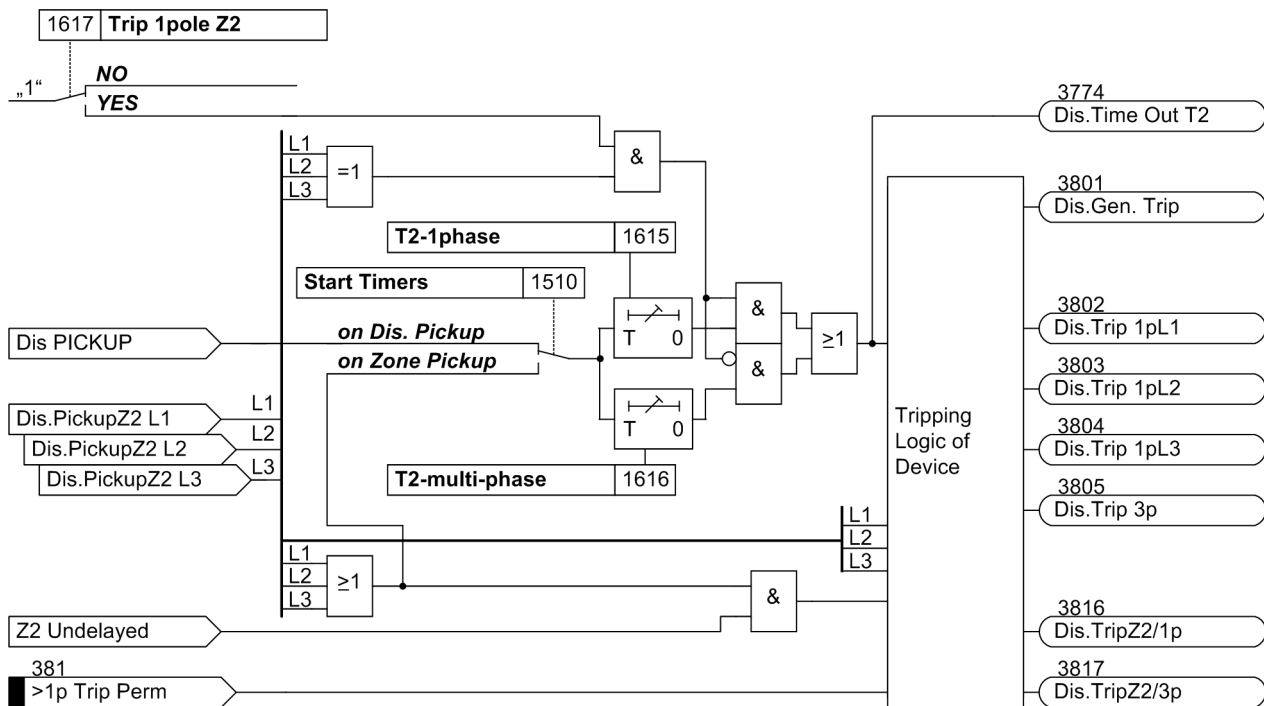 1617 Trip 1pole Z2
„1“
NO
YES
3774
Dis.Time Out T2
L1
L2
L3
=1
&
3801
Dis.Gen. Trip
T2-1phase 1615
Start Timers 1510
Dis PICKUP
on Dis. Pickup
on Zone Pickup
T 0
&
&
≥1
3802
Dis.Trip 1pL1
3803
Dis.Trip 1pL2
3804
Dis.Trip 1pL3
3805
Dis.Trip 3p
Dis.PickupZ2 L1
Dis.PickupZ2 L2
Dis.PickupZ2 L3
L1
L2
L3
T 0
T2-multi-phase 1616
Tripping
Logic of
Device
L1
L2
L3
L1
L2
L3
≥1
&
Z2 Undelayed
3816
Dis.TripZ2/1p
381
>1p Trip Perm
3817
Dis.TripZ2/3p